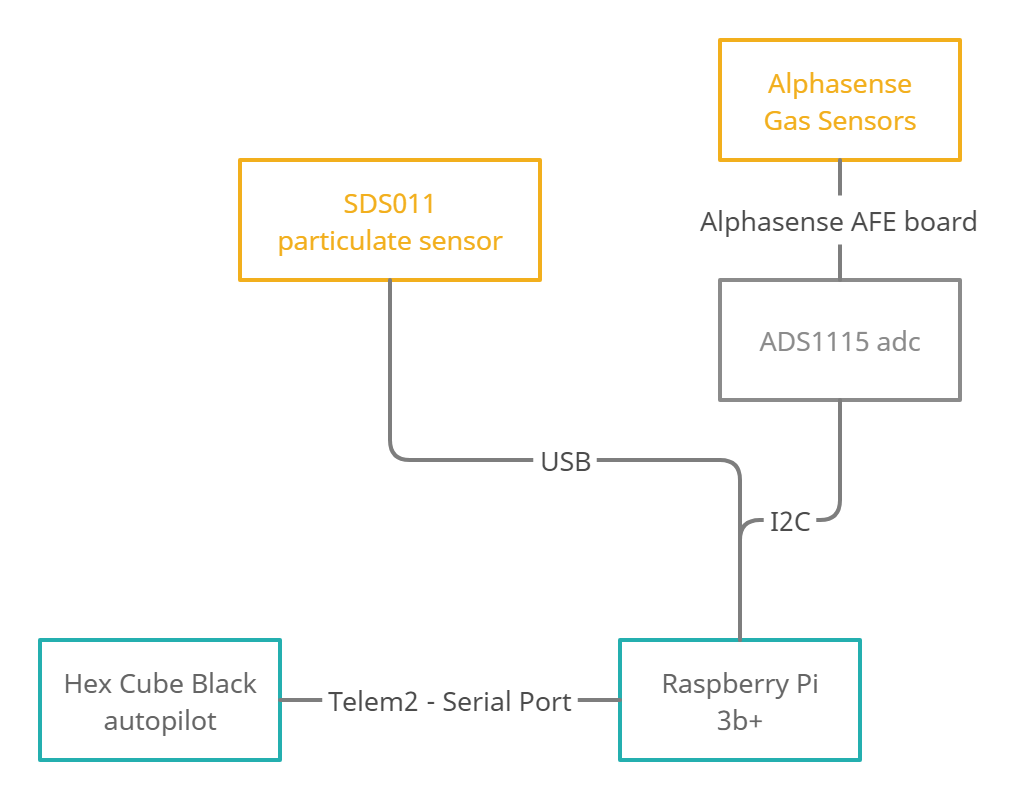 Alphasense
Gas Sensors
SDS011
particulate sensor
Alphasense AFE board
ADS1115 adc
USB
I2C
Hex Cube Black
autopilot
Telem2 - Serial Port
Raspberry Pi
3b+